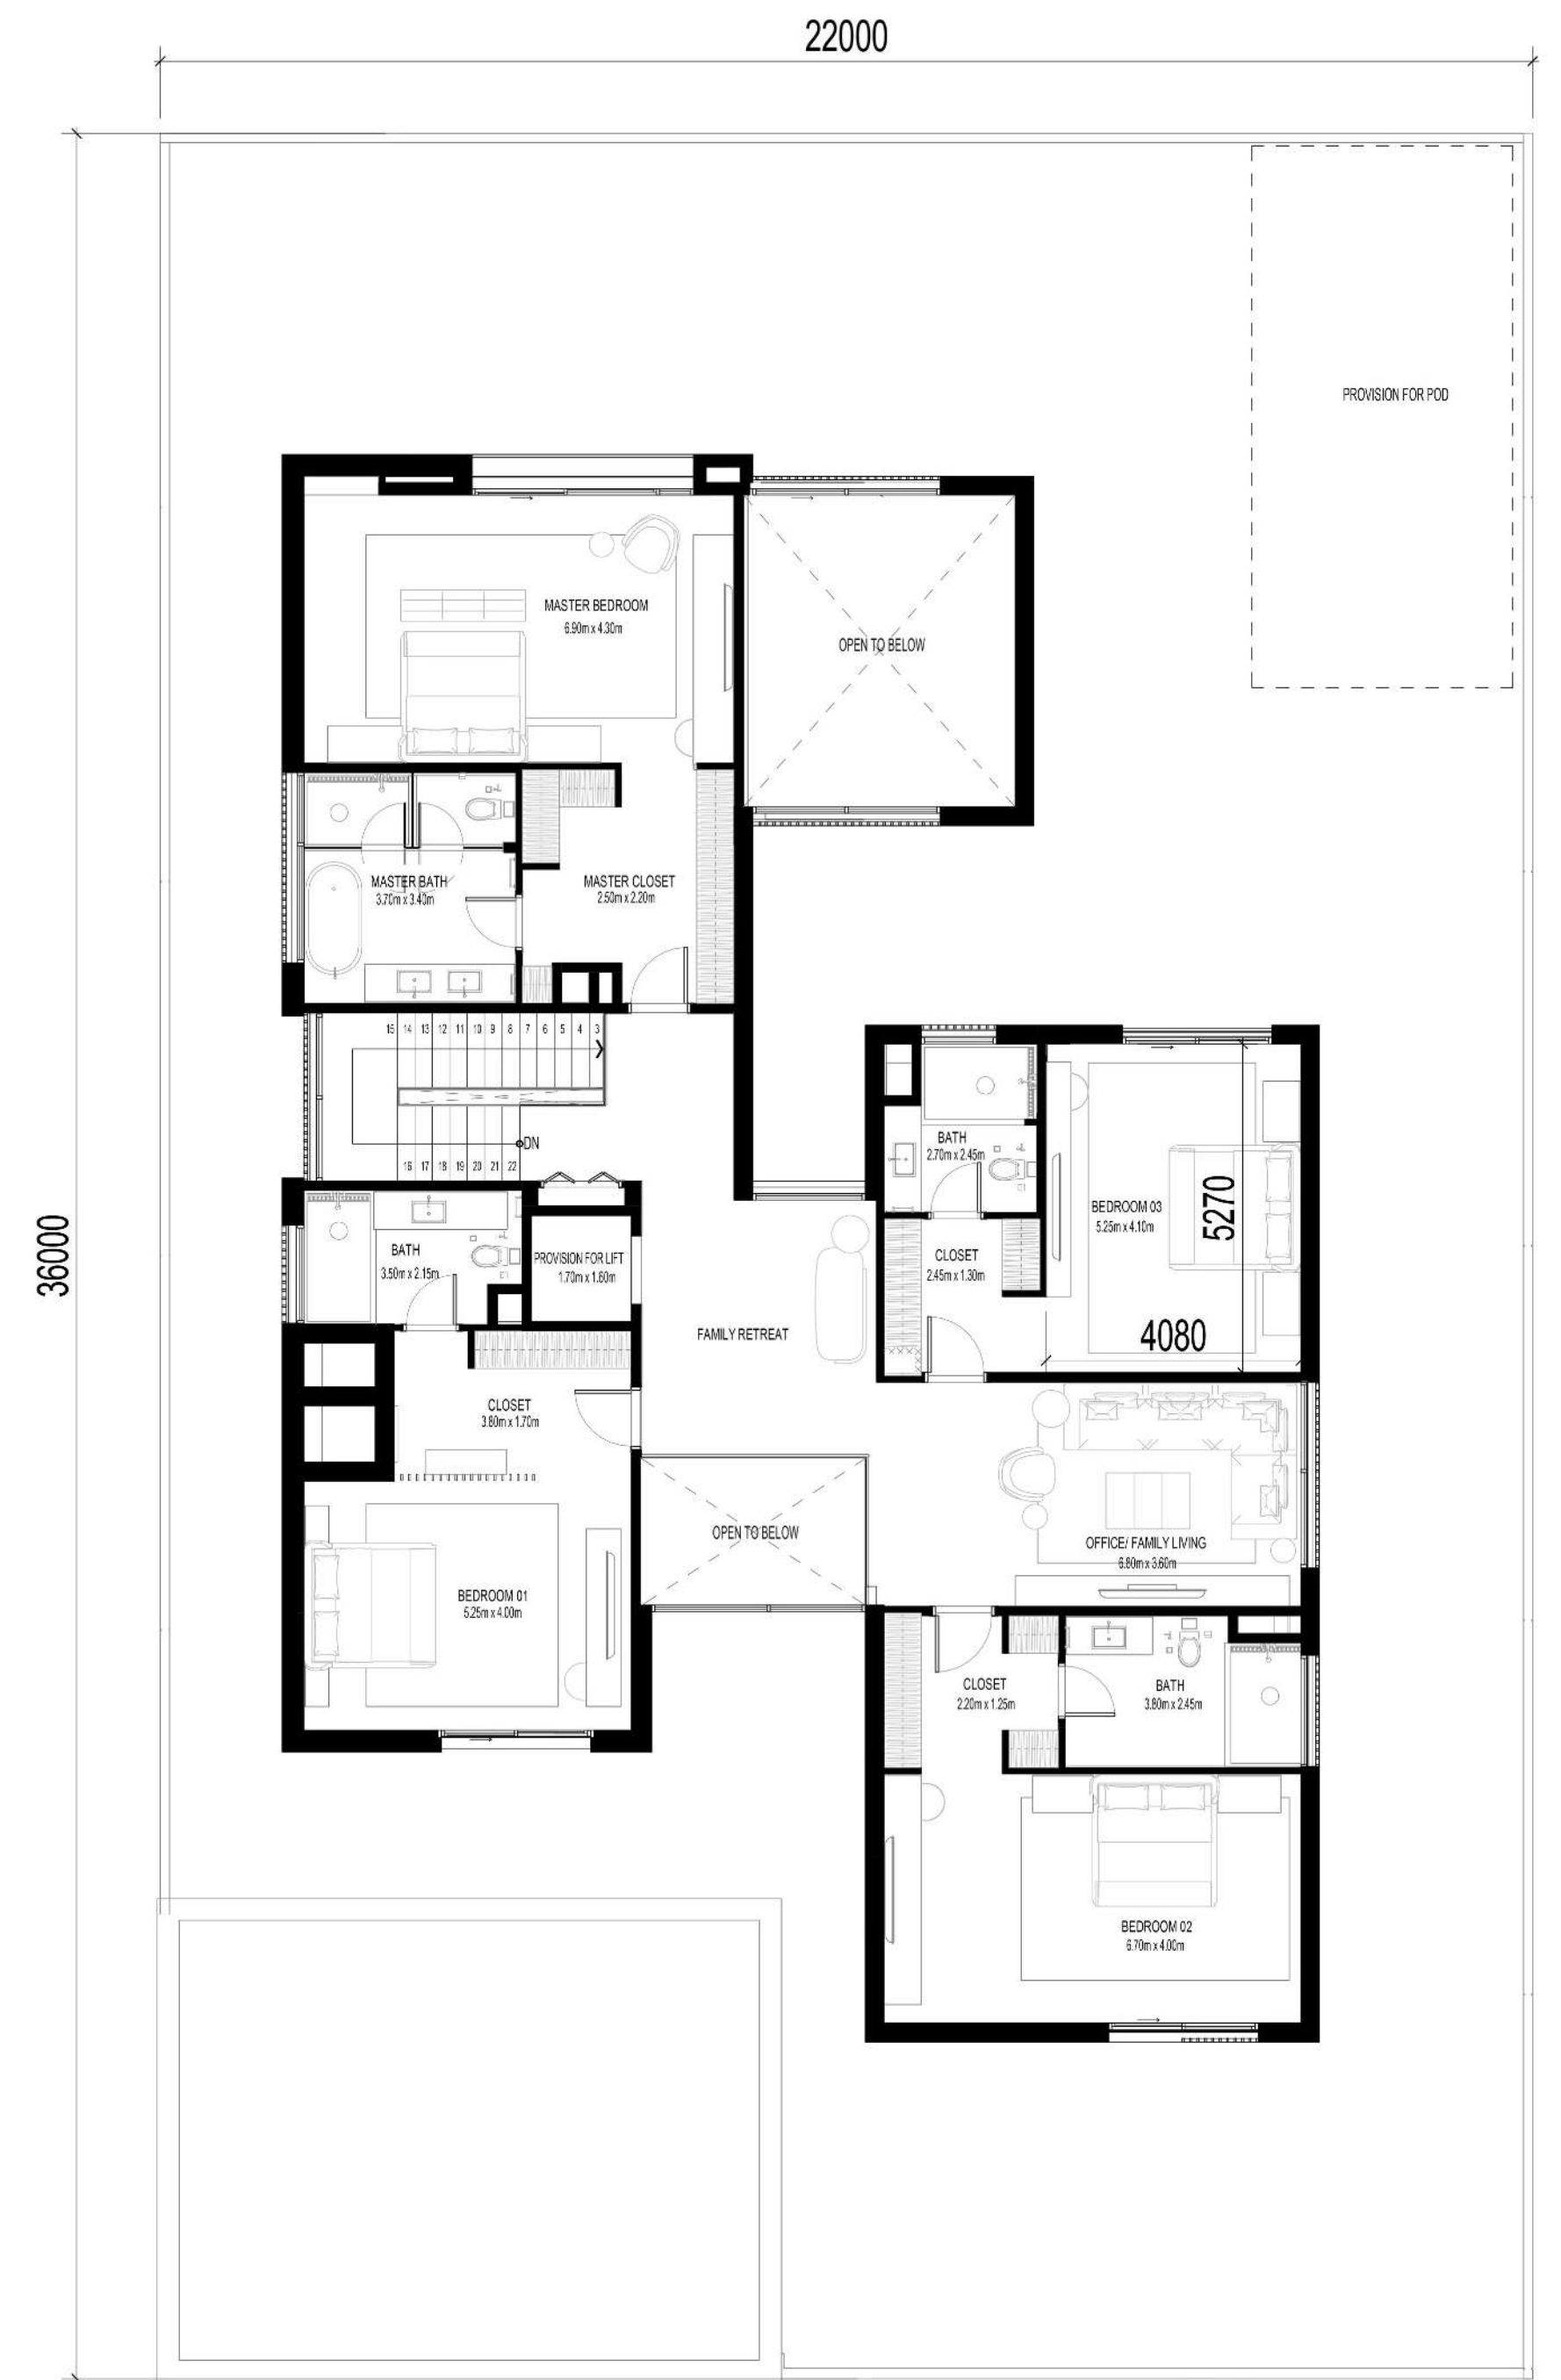 22000
PROVISION FOR POD
MASTER BEDROOM
6.90m x 4.30m
OPEN TO BELOW
MASTER BATH
3.70m x 3.40m
MASTER CLOSET
2.50m x 2.20m
15 14 13 12 11 10 9 8 7 6 5 4 3
DN
16 17 18 19 20 21 22
BATH
2.70m x 2.45m
BEDROOM 03
5.25m x 4.10m
5270
4080
CLOSET
2.45m x 1.30m
36000
BATH
3.50m x 2.15m
PROVISION FOR LIFT
1.70m x 1.60m
FAMILY RETREAT
CLOSET
3.80m x 1.70m
OPEN TO BELOW
OFFICE/ FAMILY LIVING
6.80m x 3.60m
BEDROOM 01
5.25m x 4.00m
CLOSET
2.20m x 1.25m
BATH
3.80m x 2.45m
BEDROOM 02
6.70m x 4.00m